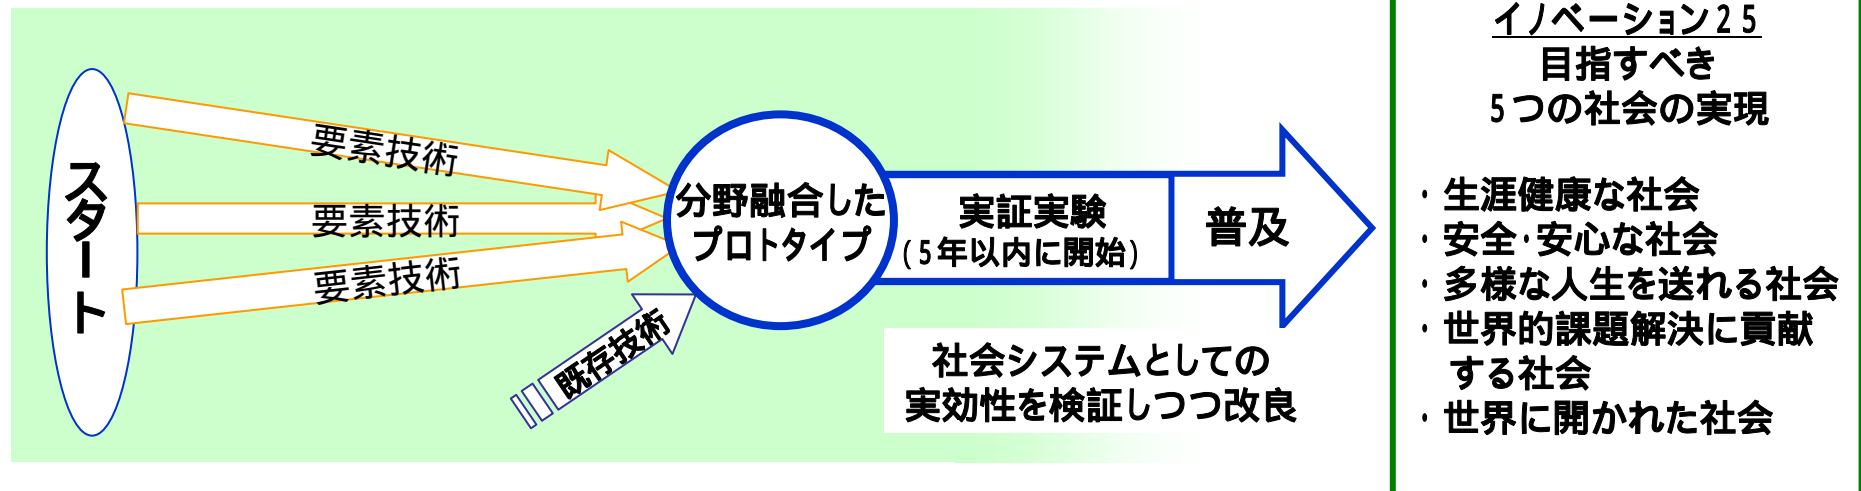 スタート
要素技術
要素技術
要素技術
既存技術
分野融合した
プロトタイプ
実証実験
(5年以内に開始)
普及
社会システムとしての
実効性を検証しつつ改良
イノベーション25
目指すべき
5つの社会の実現
・生涯健康な社会
・安全・安心な社会
・多様な人生を送れる社会
・世界的課題解決に貢献
する社会
・世界に開かれた社会